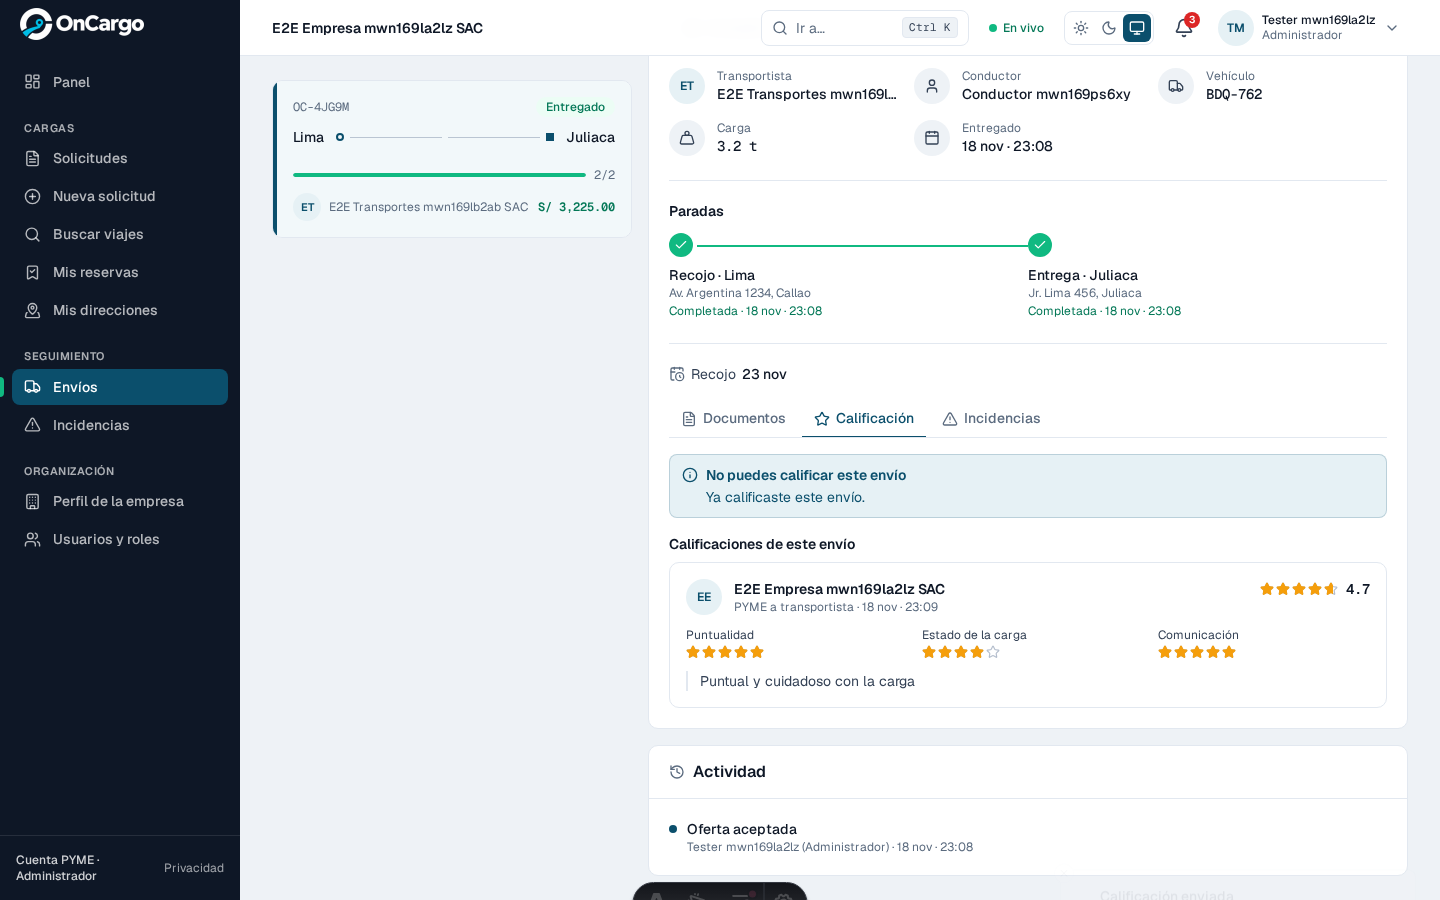 OnCargo
Panel
CARGAS
Solicitudes
Nueva solicitud
Buscar viajes
Mis reservas
Mis direcciones
SEGUIMIENTO
Envíos
Incidencias
ORGANIZACIÓN
Perfil de la empresa
Usuarios y roles
Cuenta PYME ·
Administrador
Privacidad
E2E Empresa mwn169la2lz SAC
Ir a...
Ctrl K
En vivo
3
TM
Tester mwn169la2lz
Administrador
OC-4JG9M
Entregado
Lima
Juliaca
2/2
ET
E2E Transportes mwn169lb2ab SAC
S/ 3,225.00
ET
Transportista
E2E Transportes mwn169l...
Conductor
Conductor mwn169ps6xy
Vehículo
BDQ-762
Carga
3.2 t
Entregado
18 nov · 23:08
Paradas
Recojo · Lima
Av. Argentina 1234, Callao
Completada · 18 nov · 23:08
Entrega · Juliaca
Jr. Lima 456, Juliaca
Completada · 18 nov · 23:08
Recojo 23 nov
Documentos
Calificación
Incidencias
No puedes calificar este envío
Ya calificaste este envío.
Calificaciones de este envío
EE
E2E Empresa mwn169la2lz SAC
PYME a transportista · 18 nov · 23:09
4.7
Puntualidad
Estado de la carga
Comunicación
Puntual y cuidadoso con la carga
Actividad
Oferta aceptada
Tester mwn169la2lz (Administrador) · 18 nov · 23:08
Calificación enviada